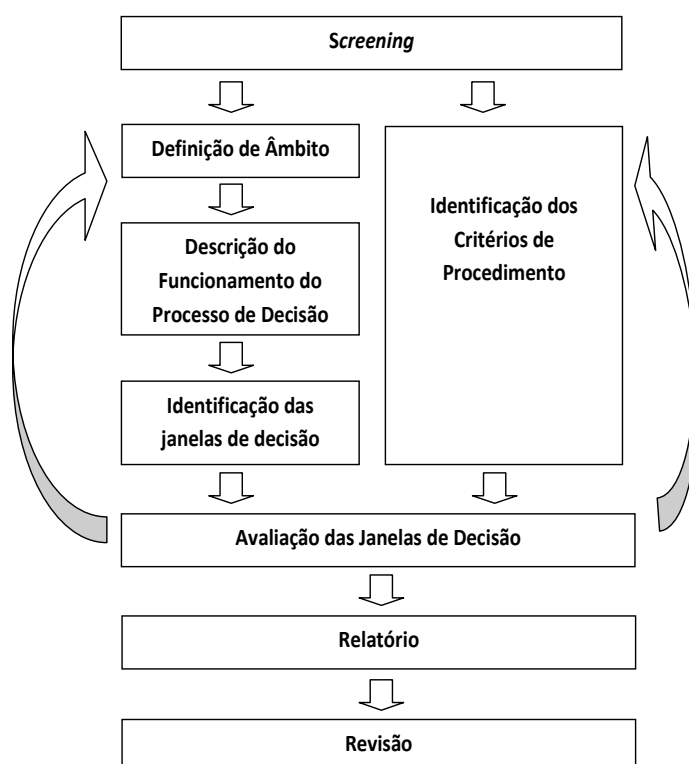 Screening
Definição de Âmbito
Descrição do
Funcionamento do
Processo de Decisão
Identificação das
janelas de decisão
Identificação dos
Critérios de
Procedimento
Avaliação das Janelas de Decisão
Relatório
Revisão